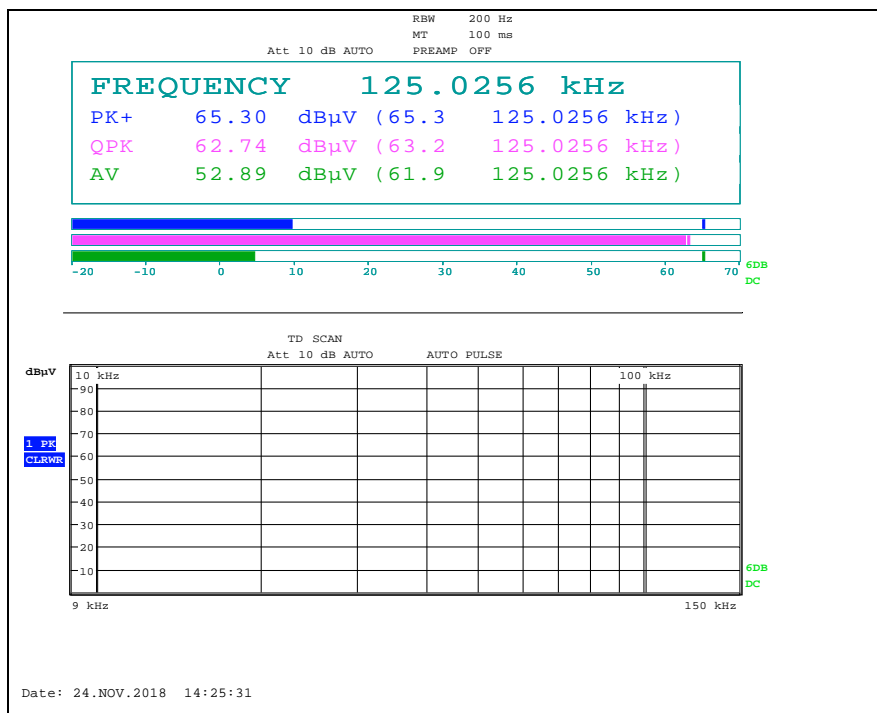 RBW 200 Hz
MT 100 ms
Att 10 dB AUTO PREAMP OFF
FREQUENCY 125.0256 kHz
PK+ 65.30 dBµV (65.3 125.0256 kHz)
QPK 62.74 dBµV (63.2 125.0256 kHz)
AV 52.89 dBµV (61.9 125.0256 kHz)
-20 -10 0 10 20 30 40 50 60 70
6DB
DC
TD SCAN
Att 10 dB AUTO AUTO PULSE
dBµV
10 kHz 100 kHz
90
80
70
1 PK
CLRWR
60
50
40
30
20
10
6DB
DC
9 kHz 150 kHz
Date: 24.NOV.2018 14:25:31